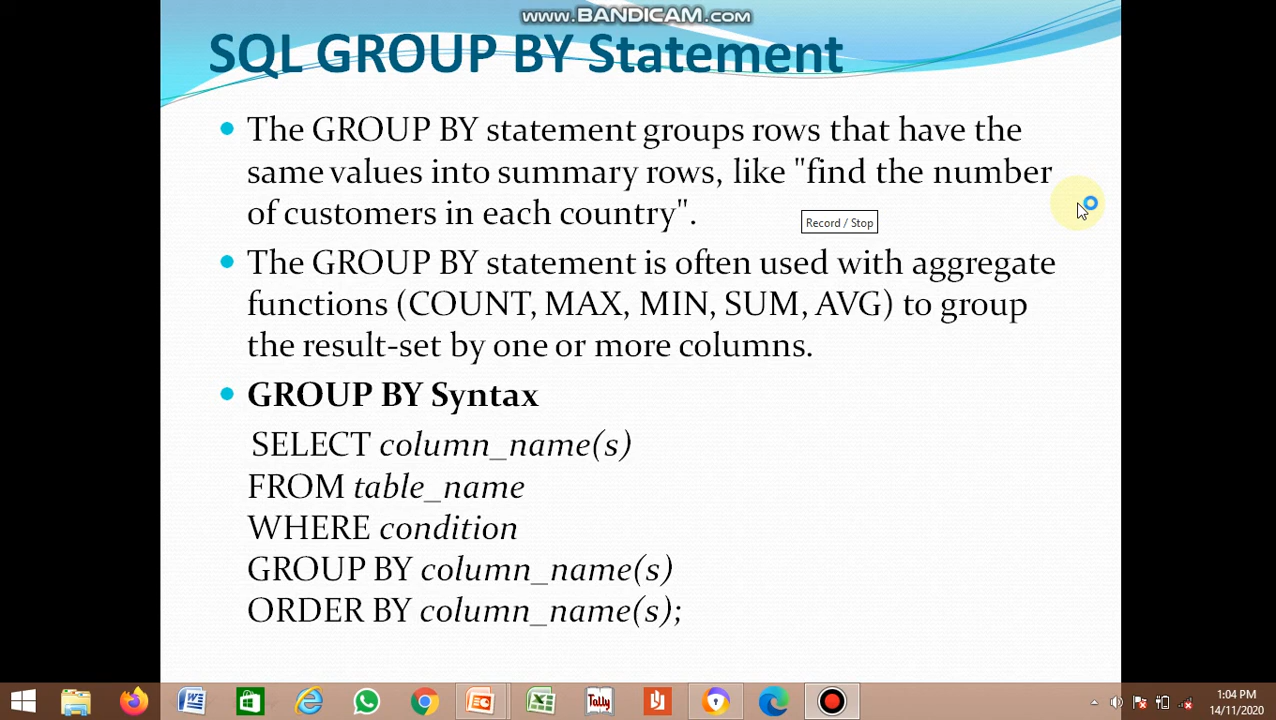 www.BANDICAM.com
SQL GROUP BY Statement
The GROUP BY statement groups rows that have the
same values into summary rows, like "find the number
of customers in each country".
Record / Stop
The GROUP BY statement is often used with aggregate
functions (COUNT, MAX, MIN, SUM, AVG) to group
the result-set by one or more columns.
GROUP BY Syntax
SELECT column_name(s)
FROM table_name
WHERE condition
GROUP BY column_name(s)
ORDER BY column_name(s);
Tally
1:04 PM
14/11/2020